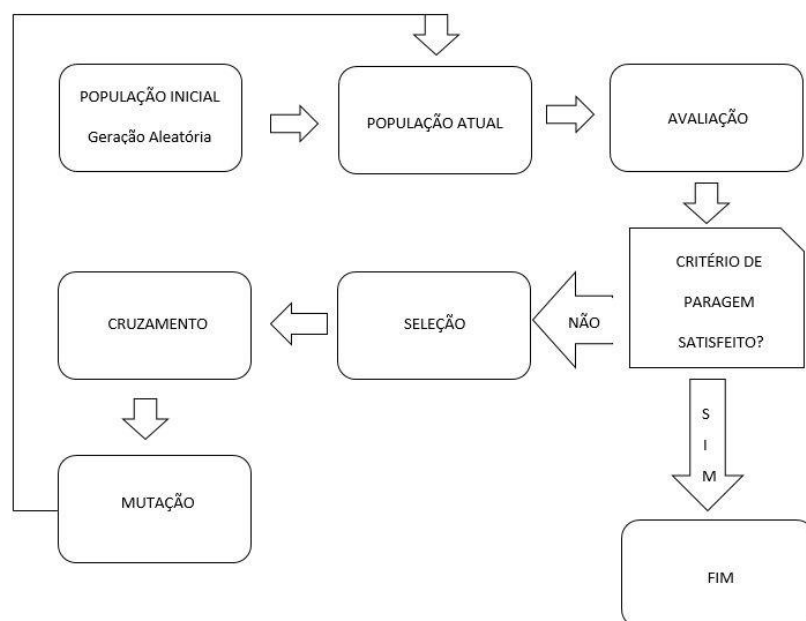 POPULAÇÃO INICIAL
Geração Aleatória
POPULAÇÃO ATUAL
AVALIAÇÃO
CRITÉRIO DE
PARAGEM
SATISFEITO?
NÃO
SELEÇÃO
CRUZAMENTO
MUTAÇÃO
S
I
M
FIM